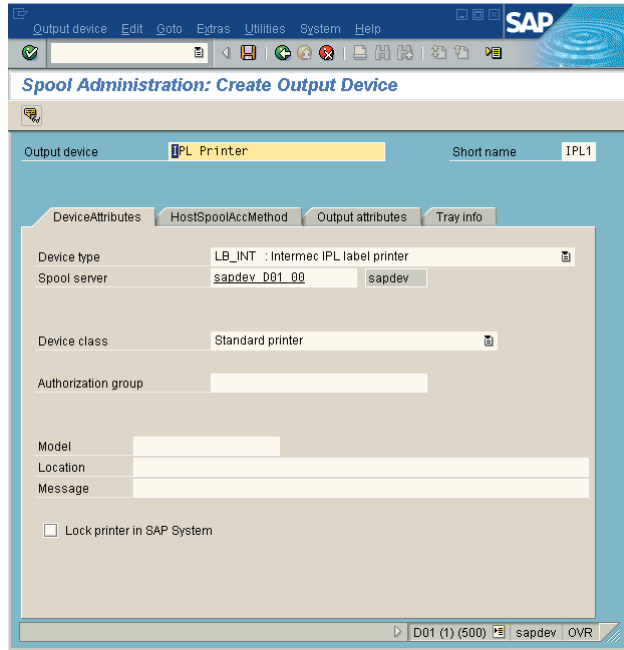 Output device Edit Goto Extras Utilities System Help
SAP
Spool Administration: Create Output Device
Output device IPL Printer Short name IPL1
DeviceAttributes HostSpoolAccMethod Output attributes Tray info
Device type LB_INT : Intermec IPL label printer
Spool server sapdev_D01_00 sapdev
Device class Standard printer
Authorization group
Model
Location
Message
Lock printer in SAP System
D01 (1) (500) sapdev OVR